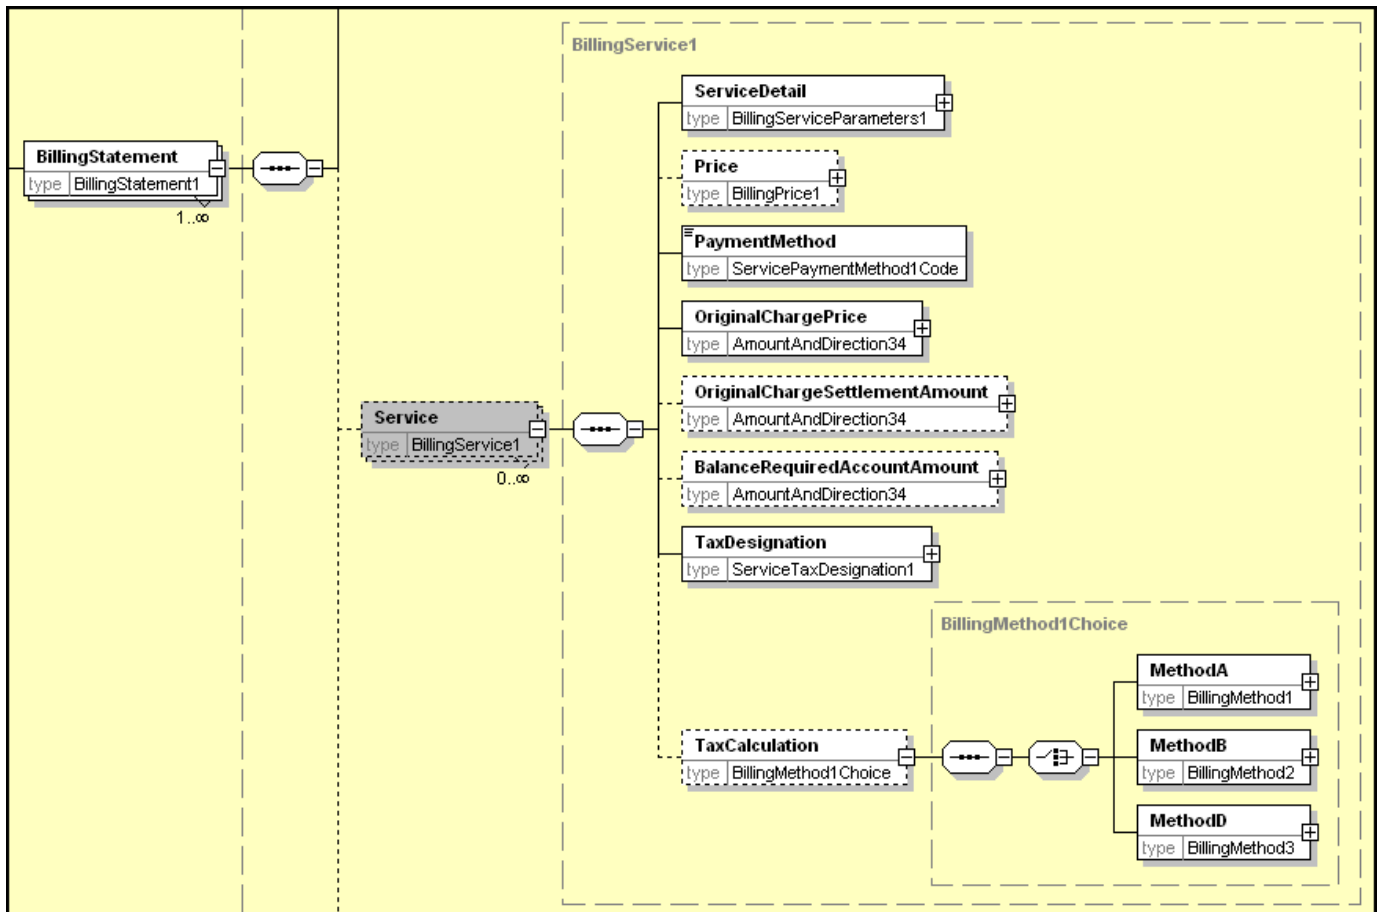 BillingService1
ServiceDetail
type BillingServiceParameters1
BillingStatement
type BillingStatement1
1..∞
Price
type BillingPrice1
PaymentMethod
type ServicePaymentMethod1Code
OriginalChargePrice
type AmountAndDirection34
OriginalChargeSettlementAmount
type AmountAndDirection34
Service
type BillingService1
0..∞
BalanceRequiredAccountAmount
type AmountAndDirection34
TaxDesignation
type ServiceTaxDesignation1
BillingMethod1Choice
TaxCalculation
type BillingMethod1Choice
MethodA
type BillingMethod1
MethodB
type BillingMethod2
MethodD
type BillingMethod3